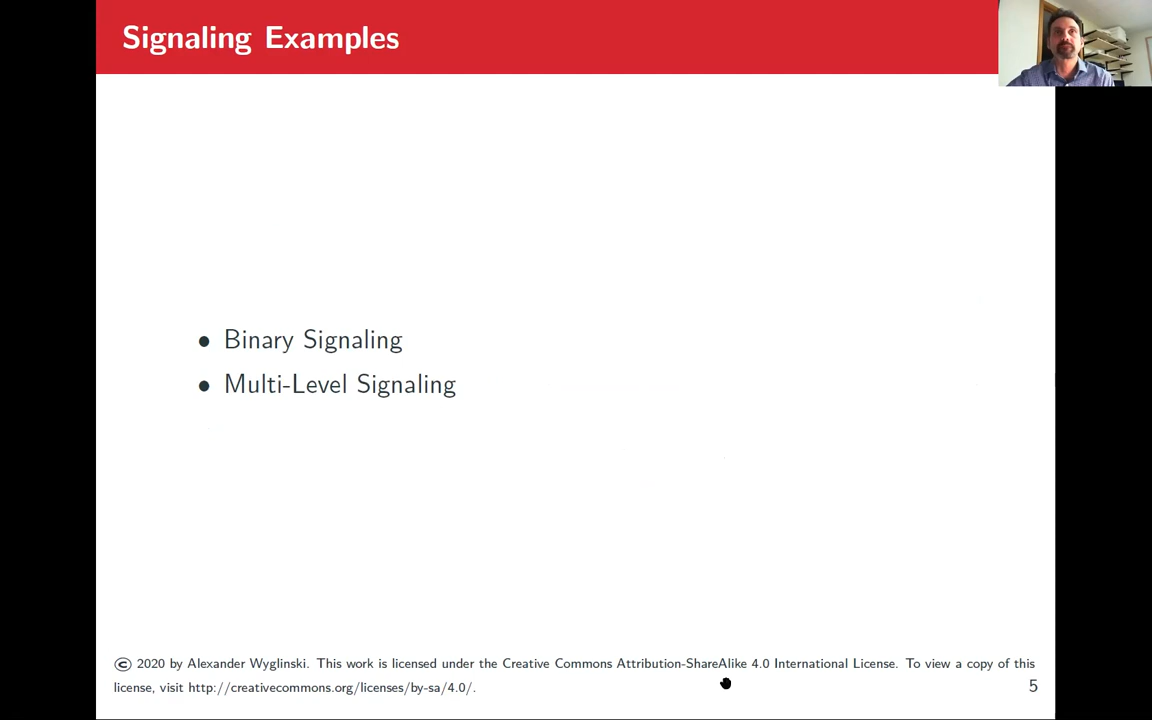 Signaling Examples
• Binary Signaling
• Multi-Level Signaling
© 2020 by Alexander Wyglinski. This work is licensed under the Creative Commons Attribution-ShareAlike 4.0 International License. To view a copy of this
license, visit http://creativecommons.org/licenses/by-sa/4.0/.
5